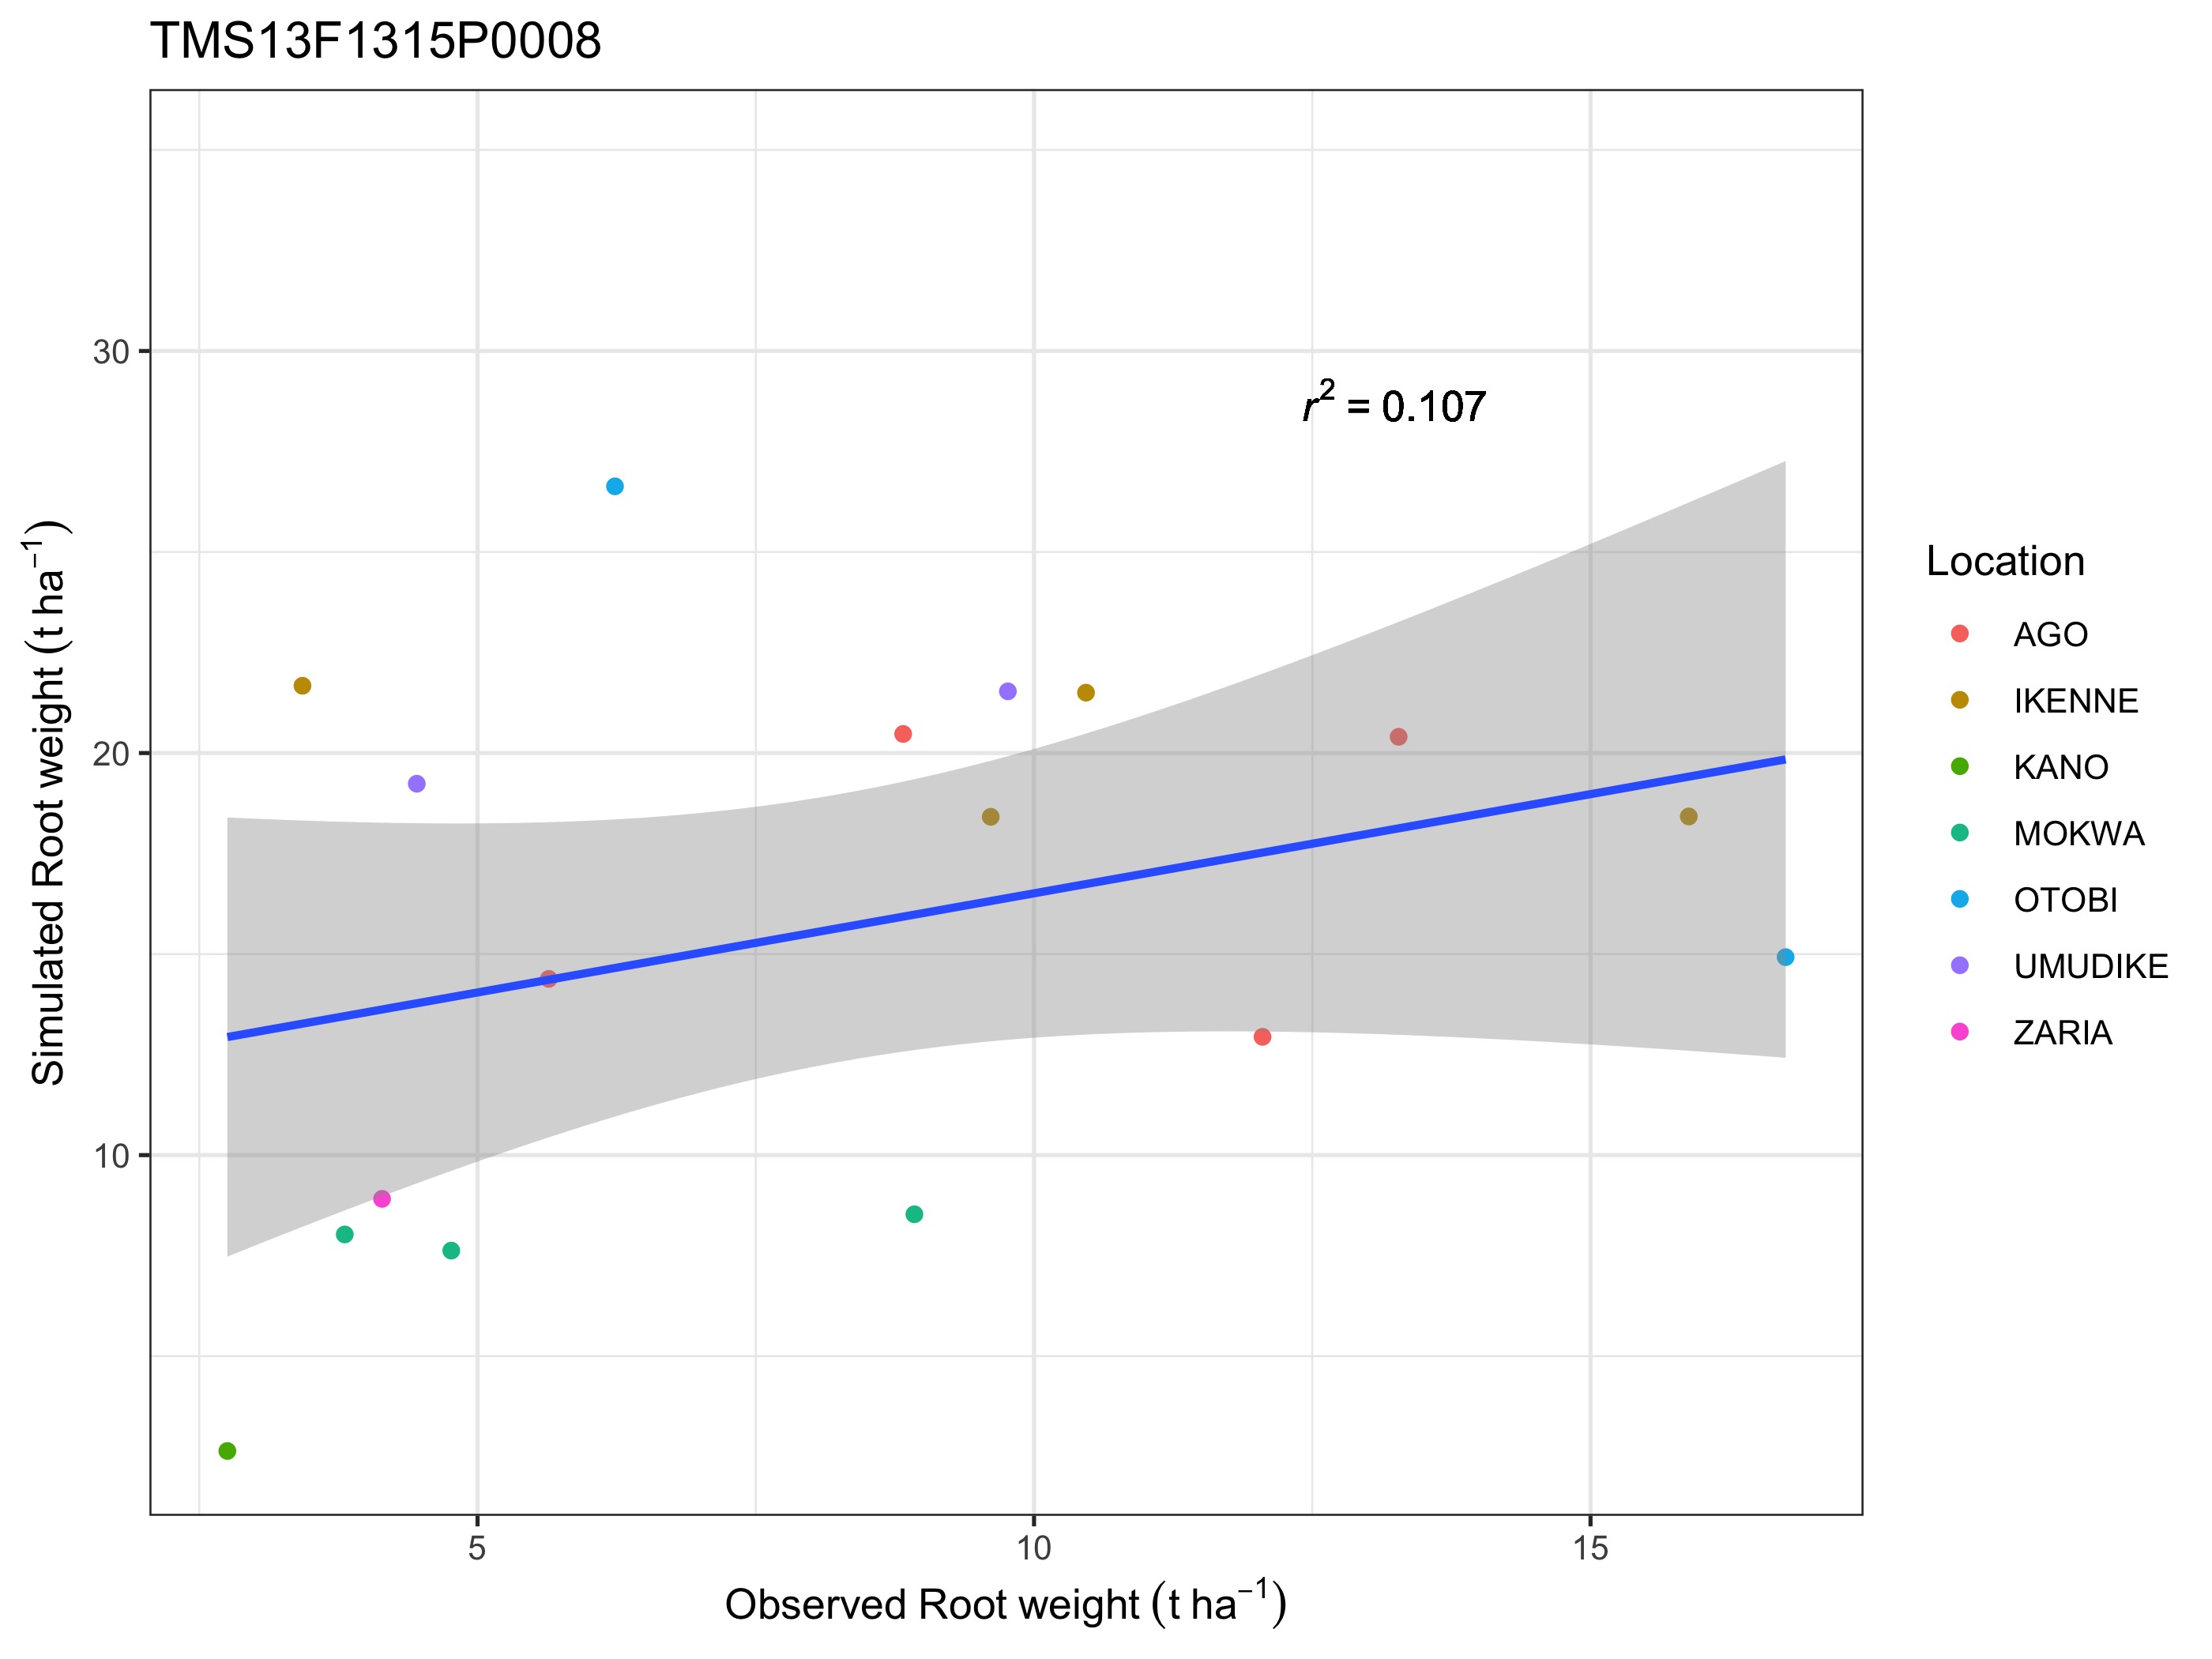 TMS13F1315P0008
30
20
10
Simulated Root weight (t ha⁻¹)
r² = 0.107
5
10
15
Observed Root weight (t ha⁻¹)
Location
AGO
IKENNE
KANO
MOKWA
OTOBI
UMUDIKE
ZARIA